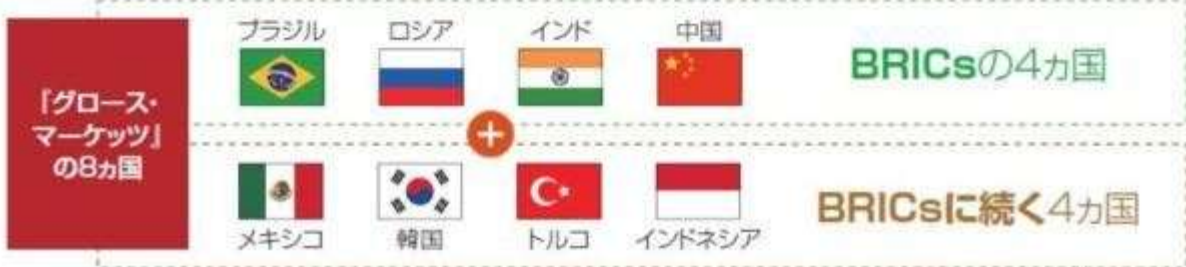 『グロース・
マーケッツ』
の8ヵ国
ブラジル ロシア インド 中国
BRICsの4ヵ国
+
メキシコ 韓国 トルコ インドネシア
BRICsに続く4ヵ国